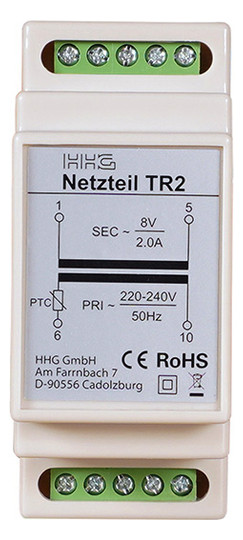 HHG
Netzteil TR2
1 5
SEC ~ 8V
2.0A
PTC
PRI ~ 220-240V
50Hz
6 10
HHG GmbH
Am Farrnbach 7
D-90556 Cadolzburg
CE RoHS